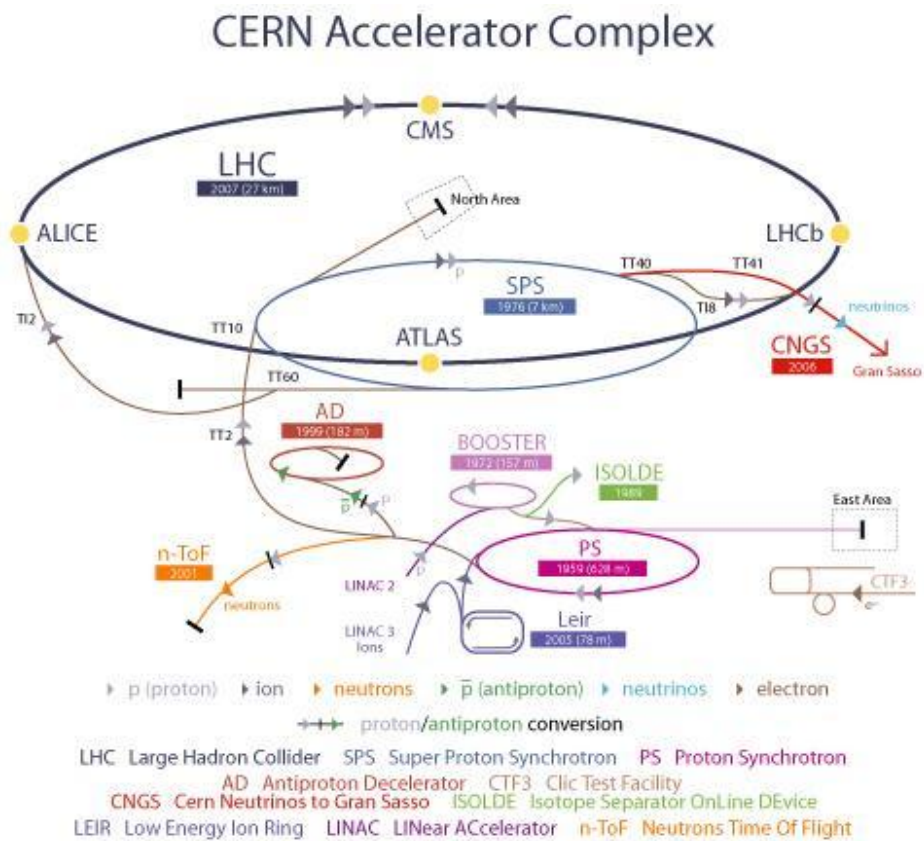 CERN Accelerator Complex
CMS
LHC
2007 (27 km)
North Area
ALICE
LHCb
TT40
TT41
SPS
1976 (7 km)
TI8
neutrinos
TI2
TT10
ATLAS
CNGS
2006
Gran Sasso
TT60
AD
1999 (182 m)
TT2
BOOSTER
1972 (157 m)
ISOLDE
1989
East Area
p
p̅
p
n-ToF
2001
PS
1959 (628 m)
LINAC 2
p
neutrons
CTF3
e-
Leir
2005 (78 m)
LINAC 3
Ions
p (proton) ion neutrons p̅ (antiproton) neutrinos electron
proton/antiproton conversion
LHC Large Hadron Collider SPS Super Proton Synchrotron PS Proton Synchrotron
AD Antiproton Decelerator CTF3 Clic Test Facility
CNGS Cern Neutrinos to Gran Sasso ISOLDE Isotope Separator OnLine DEvice
LEIR Low Energy Ion Ring LINAC LINear ACcelerator n-ToF Neutrons Time Of Flight